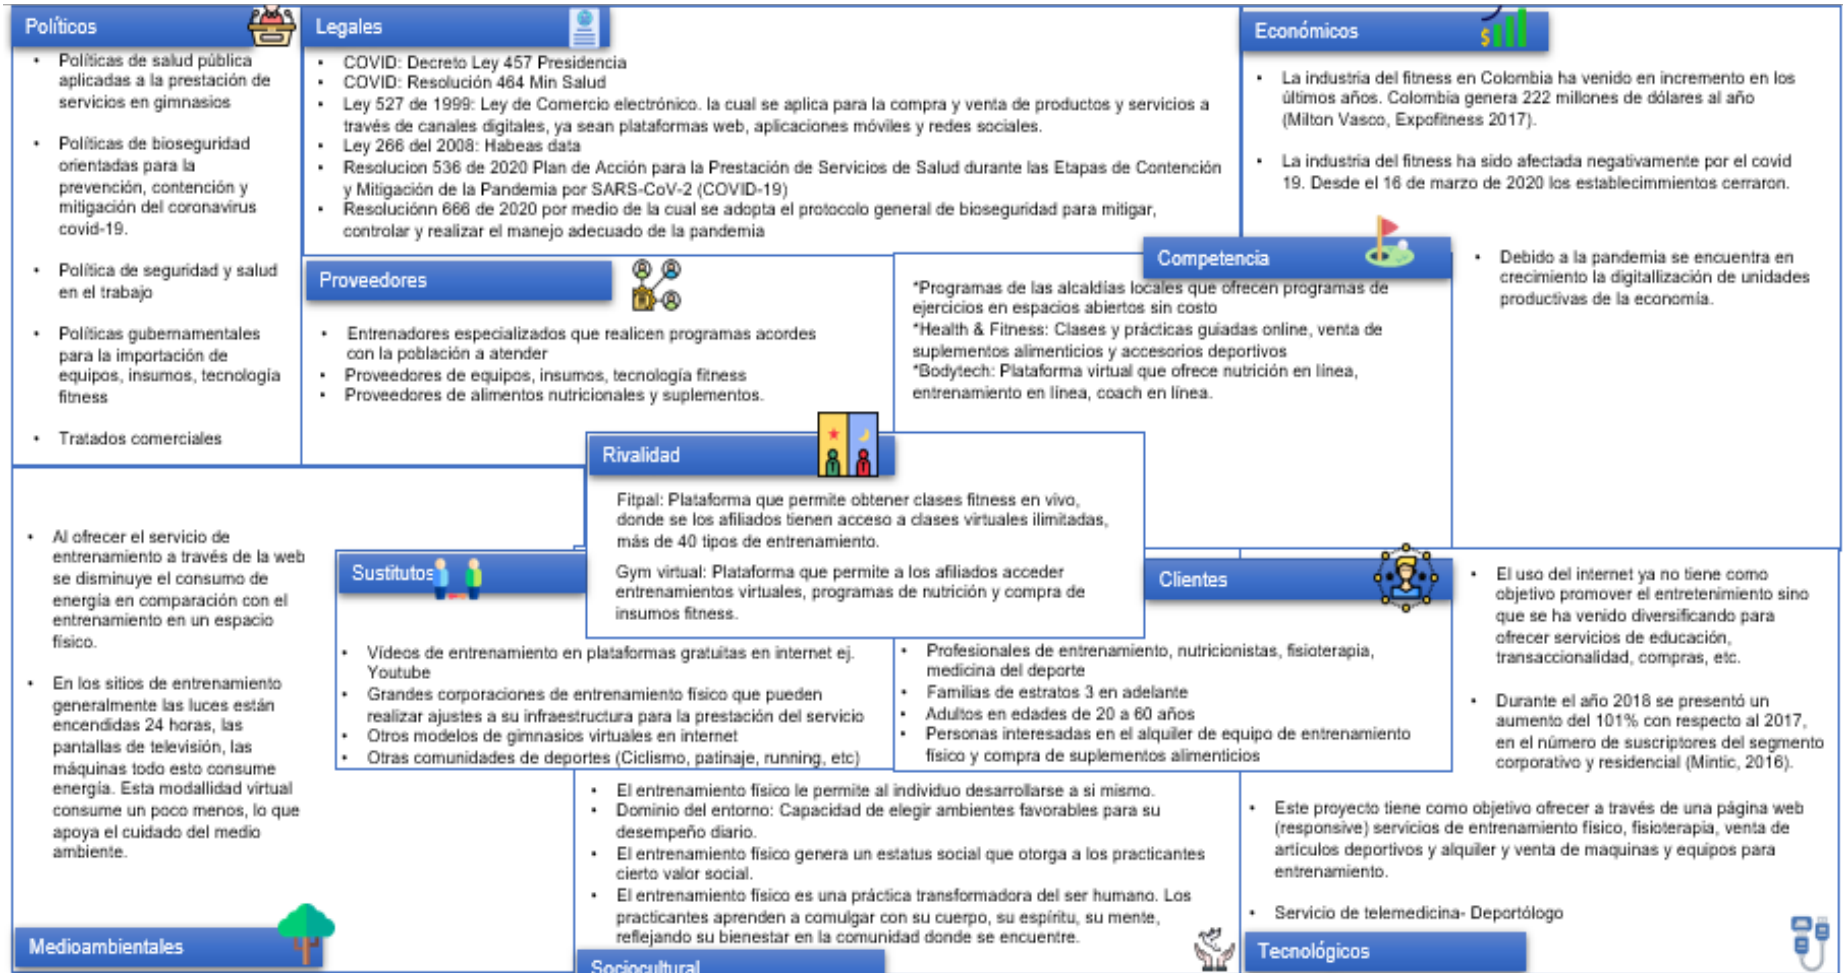 Políticos
Políticas de salud pública
aplicadas a la prestación de
servicios en gimnasios
Políticas de bioseguridad
orientadas para la
prevención, contención y
mitigación del coronavirus
covid-19.
Política de seguridad y salud
en el trabajo
Políticas gubernamentales
para la importación de
equipos, insumos, tecnología
fitness
Tratados comerciales
Legales
COVID: Decreto Ley 457 Presidencia
COVID: Resolución 464 Min Salud
Ley 527 de 1999: Ley de Comercio electrónico. la cual se aplica para la compra y venta de productos y servicios a
través de canales digitales, ya sean plataformas web, aplicaciones móviles y redes sociales.
Ley 266 del 2008: Habeas data
Resolucion 536 de 2020 Plan de Acción para la Prestación de Servicios de Salud durante las Etapas de Contención
y Mitigación de la Pandemia por SARS-CoV-2 (COVID-19)
Resoluciónn 666 de 2020 por medio de la cual se adopta el protocolo general de bioseguridad para mitigar,
controlar y realizar el manejo adecuado de la pandemia
Económicos
$
La industria del fitness en Colombia ha venido en incremento en los
últimos años. Colombia genera 222 millones de dólares al año
(Milton Vasco, Expofitness 2017).
La industria del fitness ha sido afectada negativamente por el covid
19. Desde el 16 de marzo de 2020 los establecimmientos cerraron.
Debido a la pandemia se encuentra en
crecimiento la digitallización de unidades
productivas de la economía.
Proveedores
Entrenadores especializados que realicen programas acordes
con la población a atender
Proveedores de equipos, insumos, tecnología fitness
Proveedores de alimentos nutricionales y suplementos.
Competencia
*Programas de las alcaldías locales que ofrecen programas de
ejercicios en espacios abiertos sin costo
*Health & Fitness: Clases y prácticas guiadas online, venta de
suplementos alimenticios y accesorios deportivos
*Bodytech: Plataforma virtual que ofrece nutrición en línea,
entrenamiento en línea, coach en línea.
Rivalidad
Fitpal: Plataforma que permite obtener clases fitness en vivo,
donde se los afiliados tienen acceso a clases virtuales ilimitadas,
más de 40 tipos de entrenamiento.
Gym virtual: Plataforma que permite a los afiliados acceder
entrenamientos virtuales, programas de nutrición y compra de
insumos fitness.
Al ofrecer el servicio de
entrenamiento a través de la web
se disminuye el consumo de
energía en comparación con el
entrenamiento en un espacio
físico.
En los sitios de entrenamiento
generalmente las luces están
encendidas 24 horas, las
pantallas de televisión, las
máquinas todo esto consume
energía. Esta modallidad virtual
consume un poco menos, lo que
apoya el cuidado del medio
ambiente.
Medioambientales
Sustitutos
Vídeos de entrenamiento en plataformas gratuitas en internet ej.
Youtube
Grandes corporaciones de entrenamiento físico que pueden
realizar ajustes a su infraestructura para la prestación del servicio
Otros modelos de gimnasios virtuales en internet
Otras comunidades de deportes (Ciclismo, patinaje, running, etc)
Clientes
Profesionales de entrenamiento, nutricionistas, fisioterapia,
medicina del deporte
Familias de estratos 3 en adelante
Adultos en edades de 20 a 60 años
Personas interesadas en el alquiler de equipo de entrenamiento
físico y compra de suplementos alimenticios
El entrenamiento físico le permite al individuo desarrollarse a si mismo.
Dominio del entorno: Capacidad de elegir ambientes favorables para su
desempeño diario.
El entrenamiento físico genera un estatus social que otorga a los practicantes
cierto valor social.
El entrenamiento físico es una práctica transformadora del ser humano. Los
practicantes aprenden a comulgar con su cuerpo, su espíritu, su mente,
reflejando su bienestar en la comunidad donde se encuentre.
Sociocultural
El uso del internet ya no tiene como
objetivo promover el entretenimiento sino
que se ha venido diversificando para
ofrecer servicios de educación,
transaccionalidad, compras, etc.
Durante el año 2018 se presentó un
aumento del 101% con respecto al 2017,
en el número de suscriptores del segmento
corporativo y residencial (Mintic, 2016).
Este proyecto tiene como objetivo ofrecer a través de una página web
(responsive) servicios de entrenamiento físico, fisioterapia, venta de
artículos deportivos y alquiler y venta de maquinas y equipos para
entrenamiento.
Servicio de telemedicina- Deportólogo
Tecnológicos